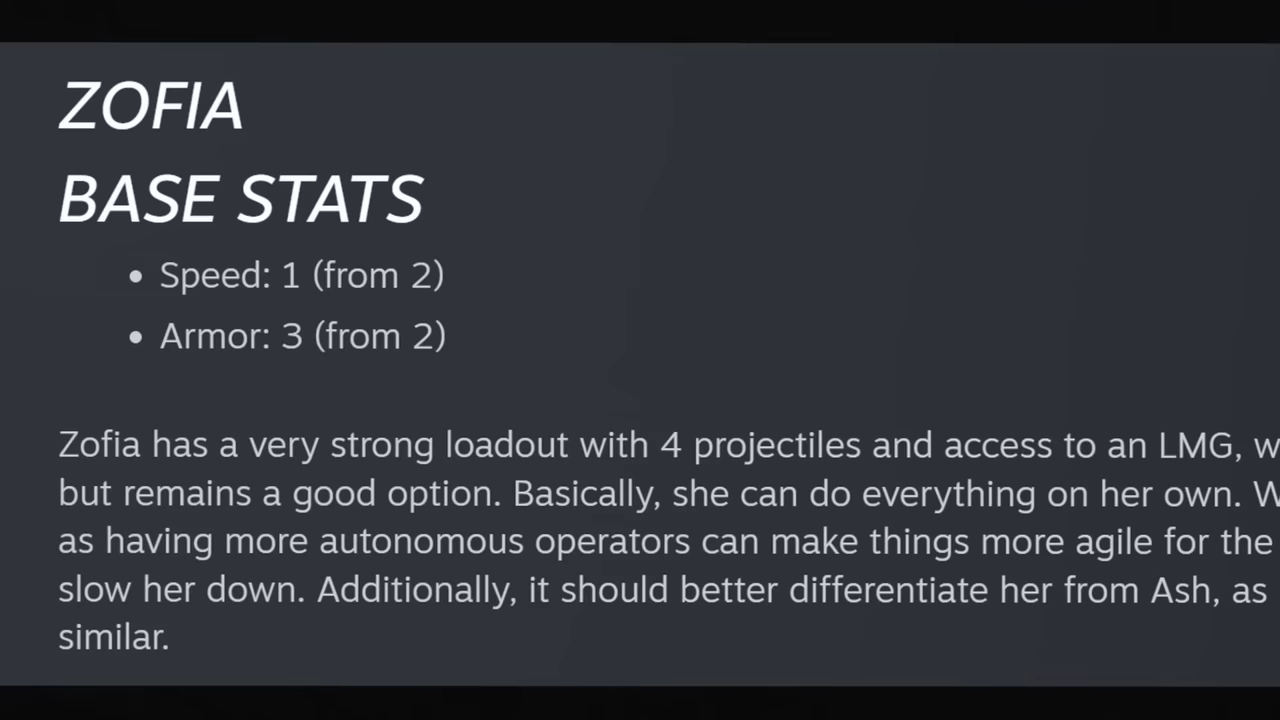 ZOFIA
BASE STATS
• Speed: 1 (from 2)
• Armor: 3 (from 2)
Zofia has a very strong loadout with 4 projectiles and access to an LMG,
but remains a good option. Basically, she can do everything on her own.
as having more autonomous operators can make things more agile for the
slow her down. Additionally, it should better differentiate her from Ash, as
similar.